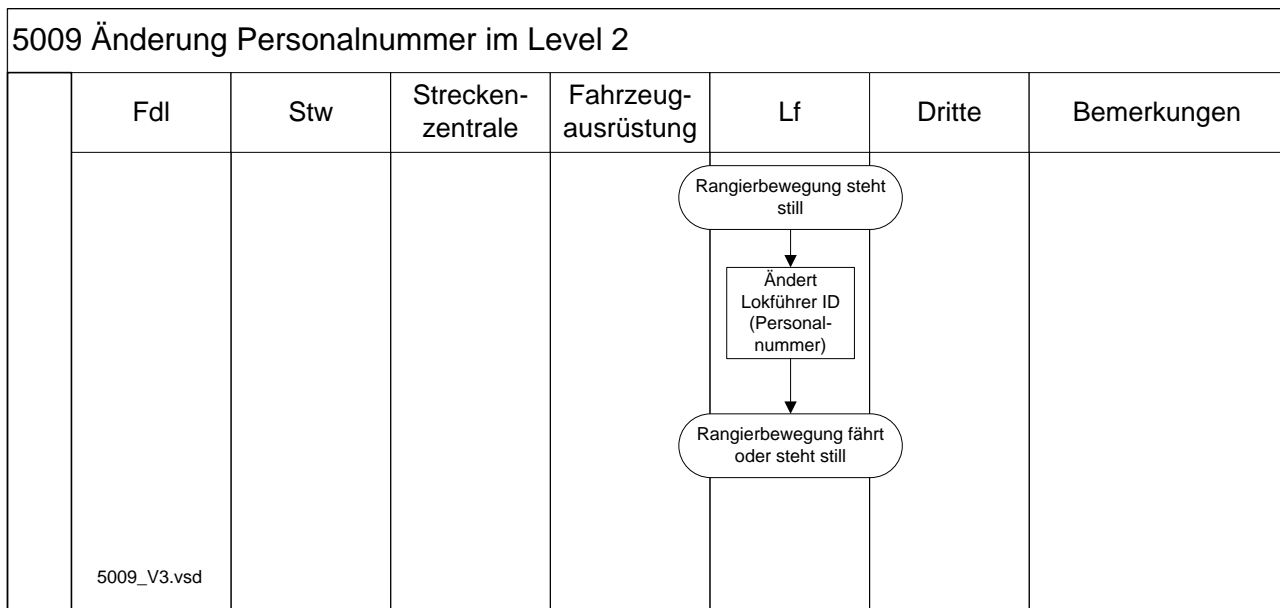 5009 Änderung Personalnummer im Level 2
Fdl
Stw
Strecken-
zentrale
Fahrzeug-
ausrüstung
Lf
Dritte
Bemerkungen
Rangierbewegung steht
still
Ändert
Lokführer ID
(Personal-
nummer)
Rangierbewegung fährt
oder steht still
5009_V3.vsd